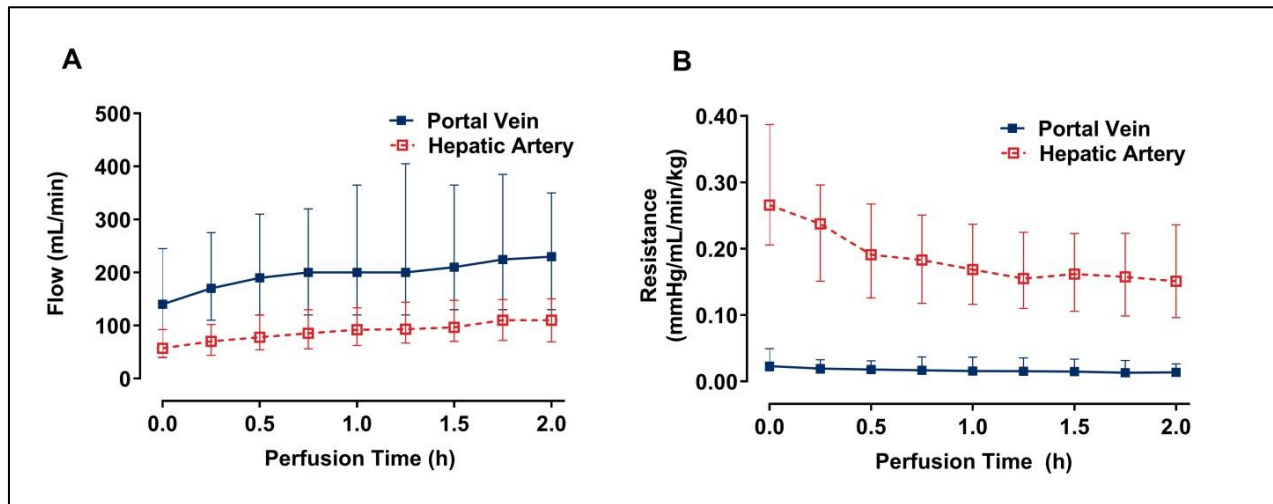 A
Flow (mL/min)
500
400
300
200
100
0
Portal Vein
Hepatic Artery
0.0 0.5 1.0 1.5 2.0
Perfusion Time (h)
B
Resistance
(mmHg/mL/min/kg)
0.40
0.30
0.20
0.10
0.00
Portal Vein
Hepatic Artery
0.0 0.5 1.0 1.5 2.0
Perfusion Time (h)